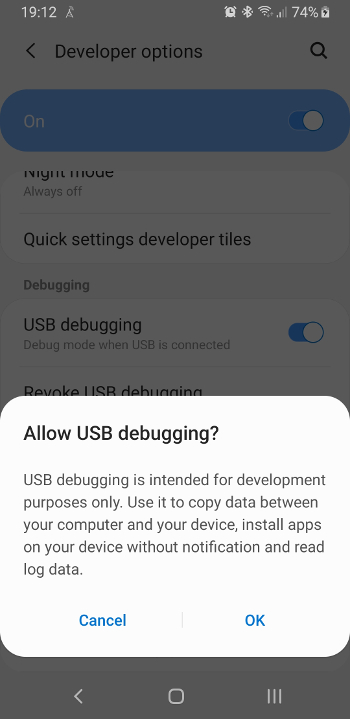 19:12 74%
Developer options
On
Night mode
Always off
Quick settings developer tiles
Debugging
USB debugging
Debug mode when USB is connected
Revoke USB debugging
Allow USB debugging?
USB debugging is intended for development
purposes only. Use it to copy data between
your computer and your device, install apps
on your device without notification and read
log data.
Cancel OK